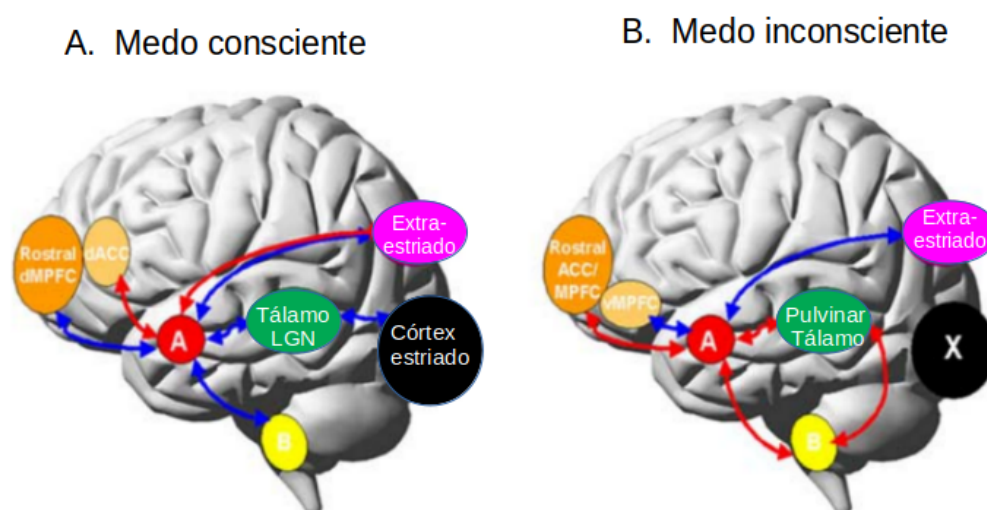 A. Medo consciente
B. Medo inconsciente
Extra-
estriado
Rostral
dMPFC
dACC
A
Tálamo
LGN
Córtex
estriado
B
Extra-
estriado
Rostral
ACC/
MPFC
vMPFC
A
Pulvinar
Tálamo
X
B